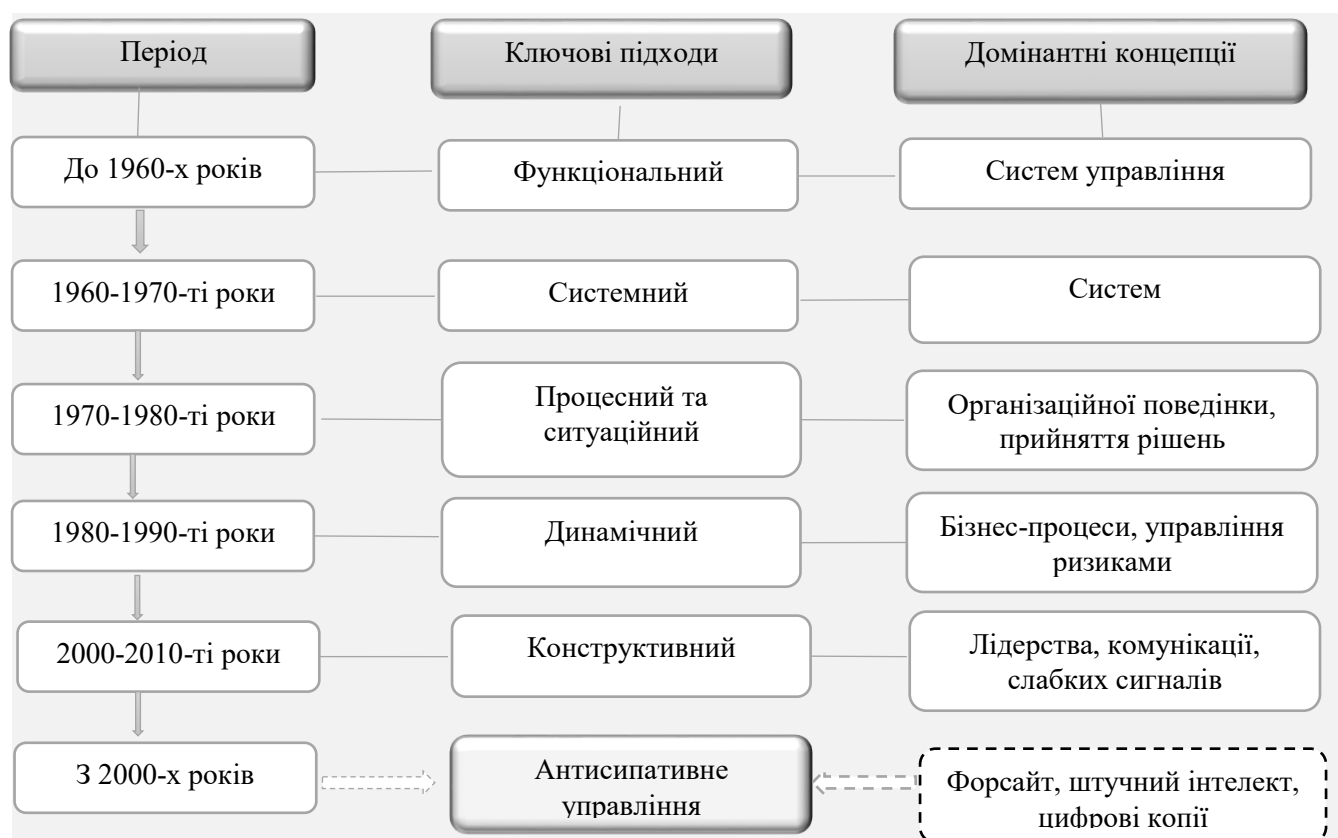 Період
Ключові підходи
Домінантні концепції
До 1960-х років
Функціональний
Систем управління
1960-1970-ті роки
Системний
Систем
1970-1980-ті роки
Процесний та
ситуаційний
Організаційної поведінки,
прийняття рішень
1980-1990-ті роки
Динамічний
Бізнес-процеси, управління
ризиками
2000-2010-ті роки
Конструктивний
Лідерства, комунікації,
слабких сигналів
З 2000-х років
Антисипативне
управління
Форсайт, штучний інтелект,
цифрові копії